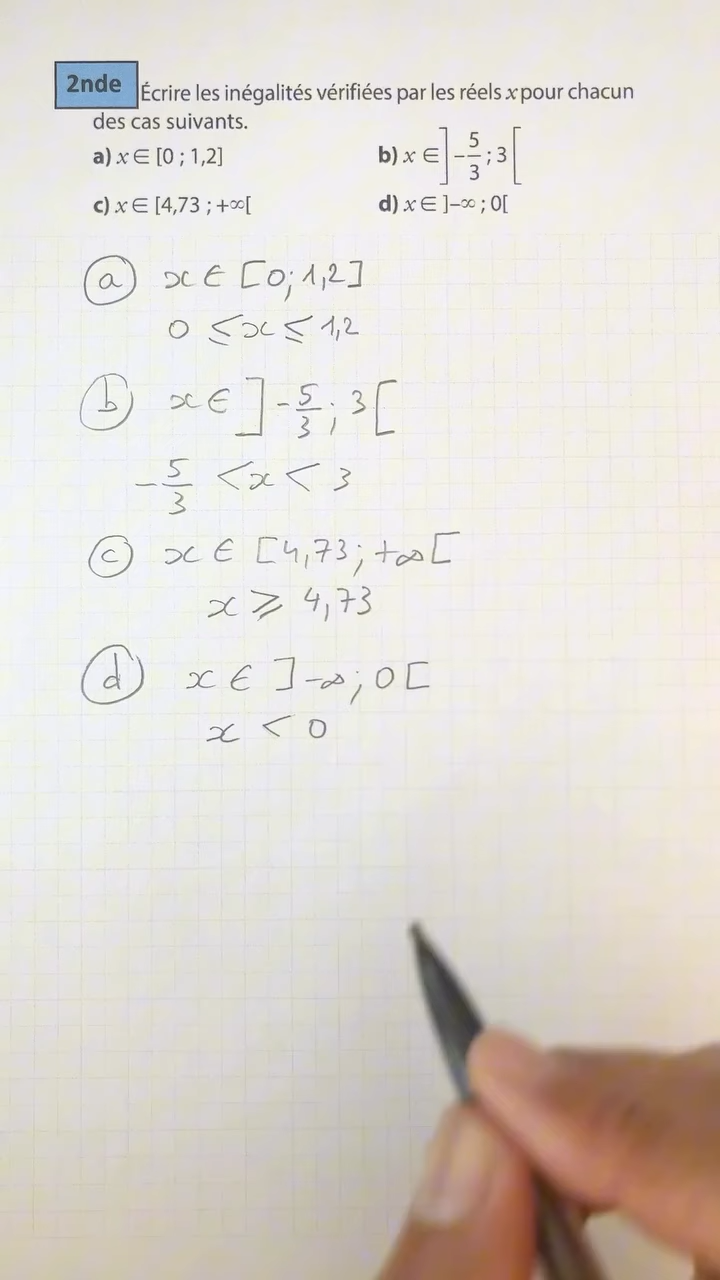 2nde Écrire les inégalités vérifiées par les réels x pour chacun
des cas suivants.
a) x ∈ [0 ; 1,2] b) x ∈ ]-5/3 ; 3[
c) x ∈ [4,73 ; +∞[ d) x ∈ ]-∞ ; 0[
a x ∈ [0; 1,2]
0 ⩽ x ⩽ 1,2
b x ∈ ]-5/3 ; 3[
-5/3 < x < 3
c x ∈ [4,73 ; +∞[
x ⩾ 4,73
d x ∈ ]-∞ ; 0[
x < 0